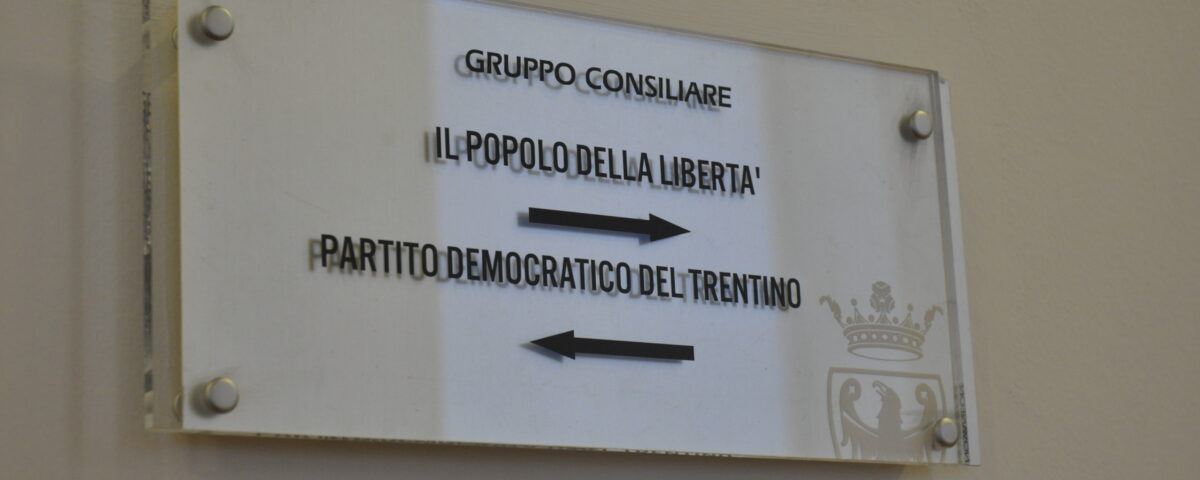 GRUPPO CONSILIARE
IL POPOLO DELLA LIBERTA'
PARTITO DEMOCRATICO DEL TRENTINO